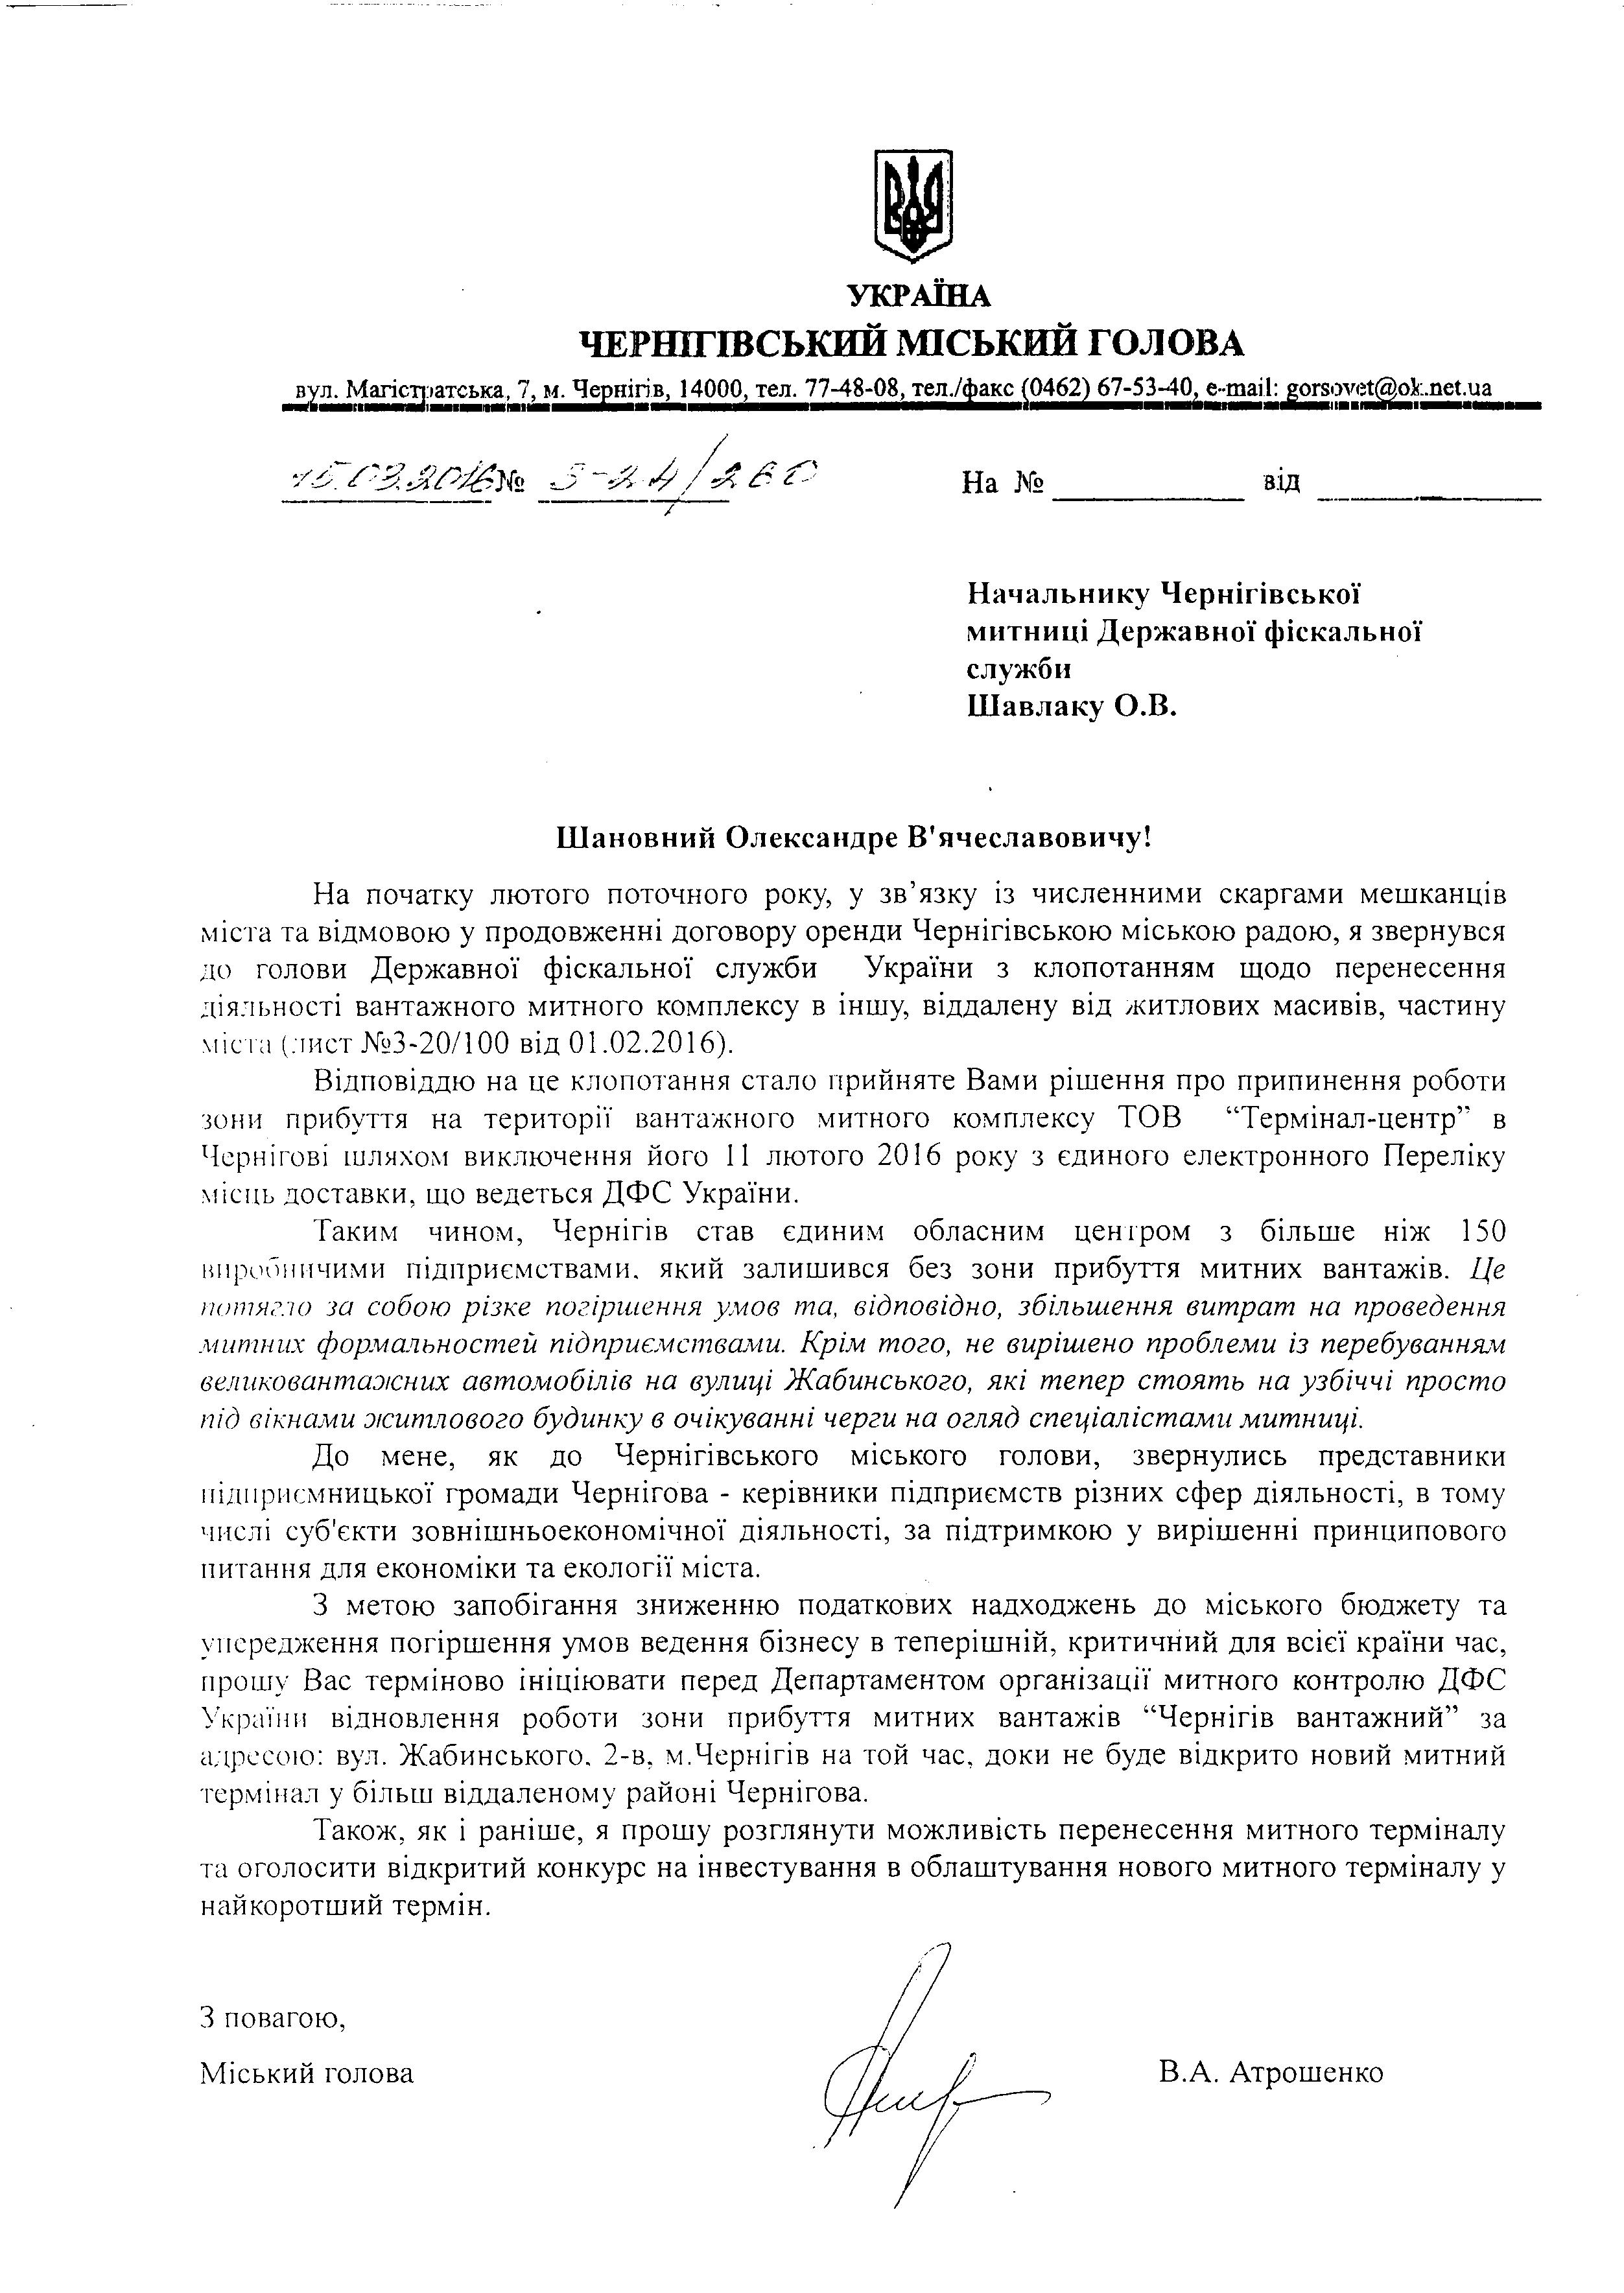 УКРАЇНА
ЧЕРНІГІВСЬКИЙ МІСЬКИЙ ГОЛОВА
вул. Магістратська, 7, м. Чернігів, 14000, тел. 77-48-08, тел./факс (0462) 67-53-40, e-mail: gorsovet@ok.net.ua
15.03.2016 № 3-24/260 На № від
Начальнику Чернігівської
митниці Державної фіскальної
служби
Шавлаку О.В.
Шановний Олександре В'ячеславовичу!
На початку лютого поточного року, у зв’язку із численними скаргами мешканців
міста та відмовою у продовженні договору оренди Чернігівською міською радою, я звернувся
до голови Державної фіскальної служби України з клопотанням щодо перенесення
діяльності вантажного митного комплексу в іншу, віддалену від житлових масивів, частину
міста (лист №3-20/100 від 01.02.2016).
Відповіддю на це клопотання стало прийняте Вами рішення про припинення роботи
зони прибуття на території вантажного митного комплексу ТОВ “Термінал-центр” в
Чернігові шляхом виключення його 11 лютого 2016 року з єдиного електронного Переліку
місць доставки, що ведеться ДФС України.
Таким чином, Чернігів став єдиним обласним центром з більше ніж 150
виробничими підприємствами, який залишився без зони прибуття митних вантажів. Це
потягло за собою різке погіршення умов та, відповідно, збільшення витрат на проведення
митних формальностей підприємствами. Крім того, не вирішено проблеми із перебуванням
великовантажних автомобілів на вулиці Жабинського, які тепер стоять на узбіччі просто
під вікнами житлового будинку в очікуванні черги на огляд спеціалістами митниці.
До мене, як до Чернігівського міського голови, звернулись представники
підприємницької громади Чернігова - керівники підприємств різних сфер діяльності, в тому
числі суб'єкти зовнішньоекономічної діяльності, за підтримкою у вирішенні принципового
питання для економіки та екології міста.
З метою запобігання зниженню податкових надходжень до міського бюджету та
упередження погіршення умов ведення бізнесу в теперішній, критичний для всієї країни час,
прошу Вас терміново ініціювати перед Департаментом організації митного контролю ДФС
України відновлення роботи зони прибуття митних вантажів “Чернігів вантажний” за
адресою: вул. Жабинського, 2-в, м.Чернігів на той час, доки не буде відкрито новий митний
термінал у більш віддаленому районі Чернігова.
Також, як і раніше, я прошу розглянути можливість перенесення митного терміналу
та оголосити відкритий конкурс на інвестування в облаштування нового митного терміналу у
найкоротший термін.
З повагою,
Міський голова В.А. Атрошенко